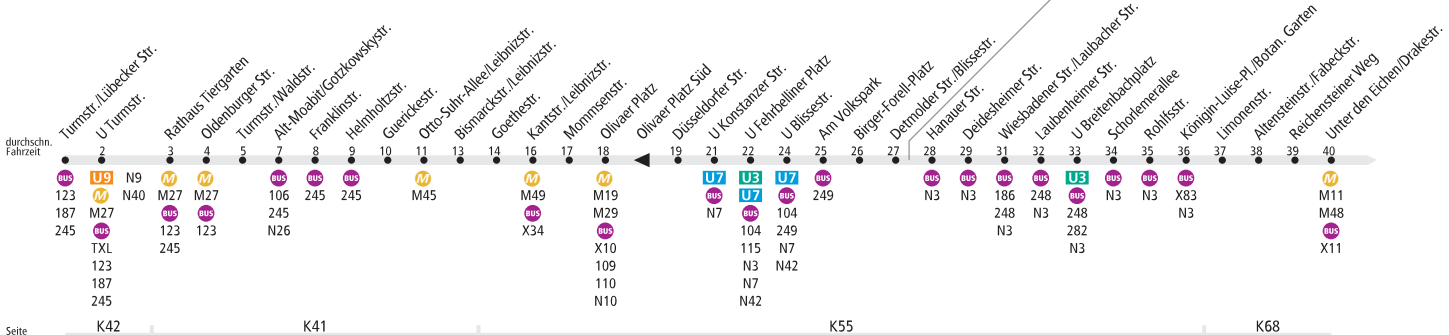 Turmstr./Lübecker Str.
U Turmstr.
Rathaus Tiergarten
Oldenburger Str.
Turmstr./Waldstr.
Alt-Moabit/Gotzkowskystr.
Franklinstr.
Helmholtzstr.
Guerickestr.
Otto-Suhr-Allee/Leibnizstr.
Bismarckstr./Leibnizstr.
Goethestr.
Kantstr./Leibnizstr.
Mommsenstr.
Olivaer Platz
Olivaer Platz Süd
Düsseldorfer Str.
U Konstanzer Str.
U Fehrbelliner Platz
U Blissestr.
Am Volkspark
Birger-Forell-Platz
Detmolder Str./Blissestr.
Hanauer Str.
Deidesheimer Str.
Wiesbadener Str./Laubacher Str.
Laubenheimer Str.
U Breitenbachplatz
Schorlemerallee
Rohlfsstr.
Königin-Luise-Pl./Botan. Garten
Limonenstr.
Altensteinstr./Fabeckstr.
Reichensteiner Weg
Unter den Eichen/Drakestr.
durchschn.
Fahrzeit
2 3 4 5 7 8 9 10 11 13 14 16 17 18 19 21 22 24 25 26 27 28 29 31 32 33 34 35 36 37 38 39 40
BUS
123
187
245
U9
M
M27
BUS
TXL
123
187
245
N9
N40
M
M27
BUS
123
245
M
M27
BUS
123
BUS
106
245
N26
BUS
245
BUS
245
M
M45
M
M49
BUS
X34
M
M19
M29
BUS
X10
109
110
N10
U7
BUS
N7
U3
U7
BUS
104
115
N3
N7
N42
U7
BUS
104
249
N7
N42
BUS
249
BUS
N3
BUS
N3
BUS
186
248
N3
BUS
248
N3
U3
BUS
248
282
N3
BUS
N3
BUS
N3
BUS
X83
N3
M
M11
M48
BUS
X11
Seite K42 K41 K55 K68